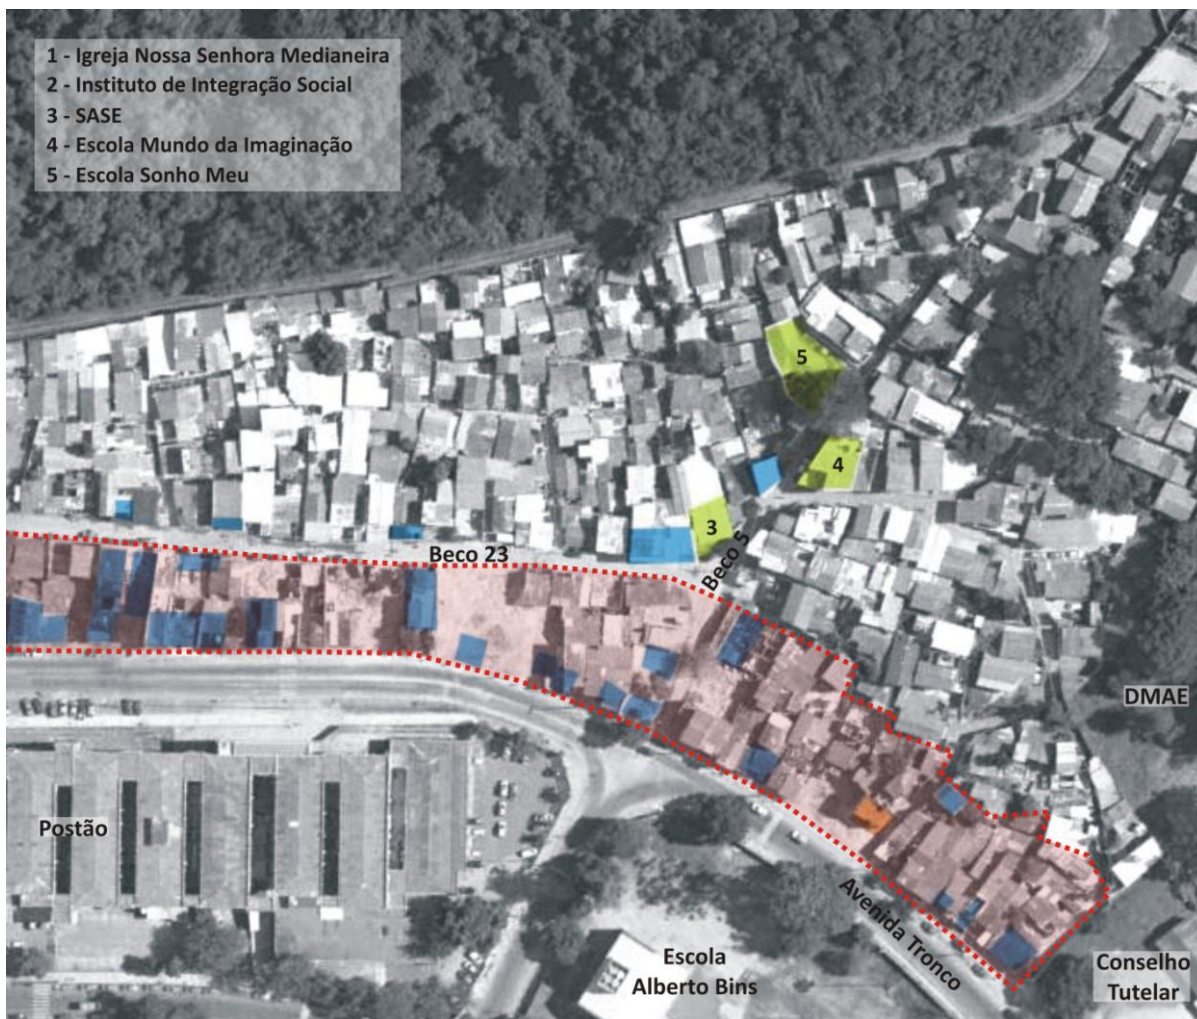 1 - Igreja Nossa Senhora Medianeira
2 - Instituto de Integração Social
3 - SASE
4 - Escola Mundo da Imaginação
5 - Escola Sonho Meu
5
4
3
Beco 23
Beco 5
DMAE
Postão
Avenida Tronco
Escola
Alberto Bins
Conselho
Tutelar